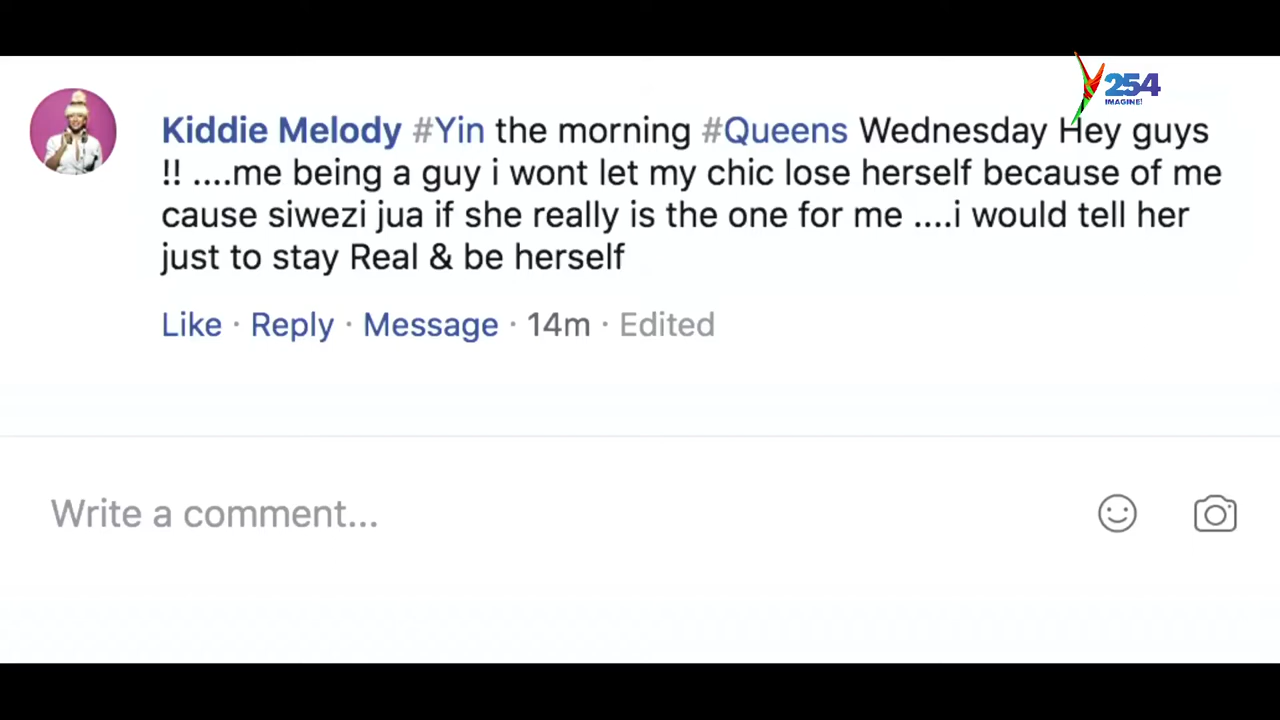 Y254
IMAGINE!
Kiddie Melody #Yin the morning #Queens Wednesday Hey guys
!! ....me being a guy i wont let my chic lose herself because of me
cause siwezi jua if she really is the one for me ....i would tell her
just to stay Real & be herself
Like · Reply · Message · 14m · Edited
Write a comment...